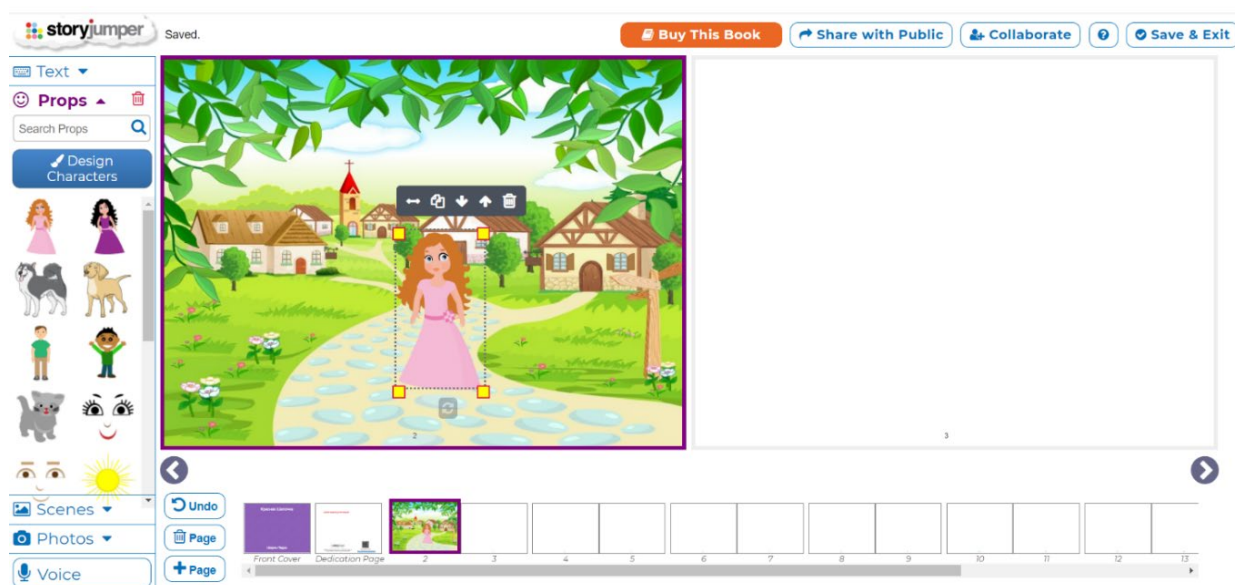 storyjumper
Saved.
Buy This Book
Share with Public
Collaborate
?
Save & Exit
Text
Props
Search Props
Design
Characters
Scenes
Photos
Voice
2
3
Undo
Page
+ Page
Front Cover
Dedication Page
2
3
4
5
6
7
8
9
10
11
12
13